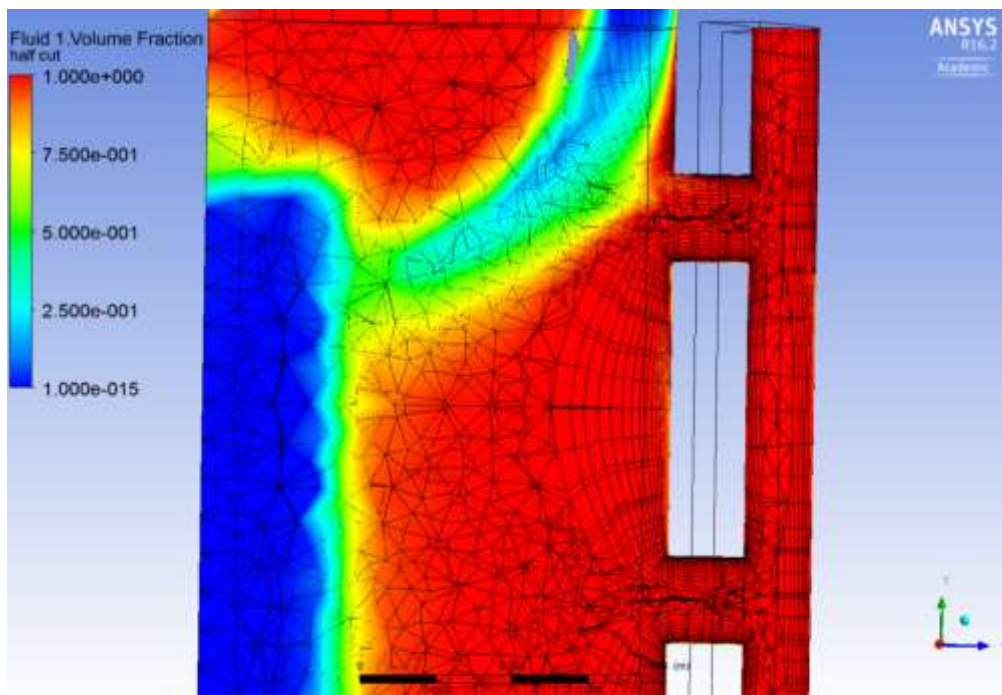 Fluid 1.Volume Fraction
half cut
1.000e+000
7.500e-001
5.000e-001
2.500e-001
1.000e-015
ANSYS
R16.2
Academic
0
(m)